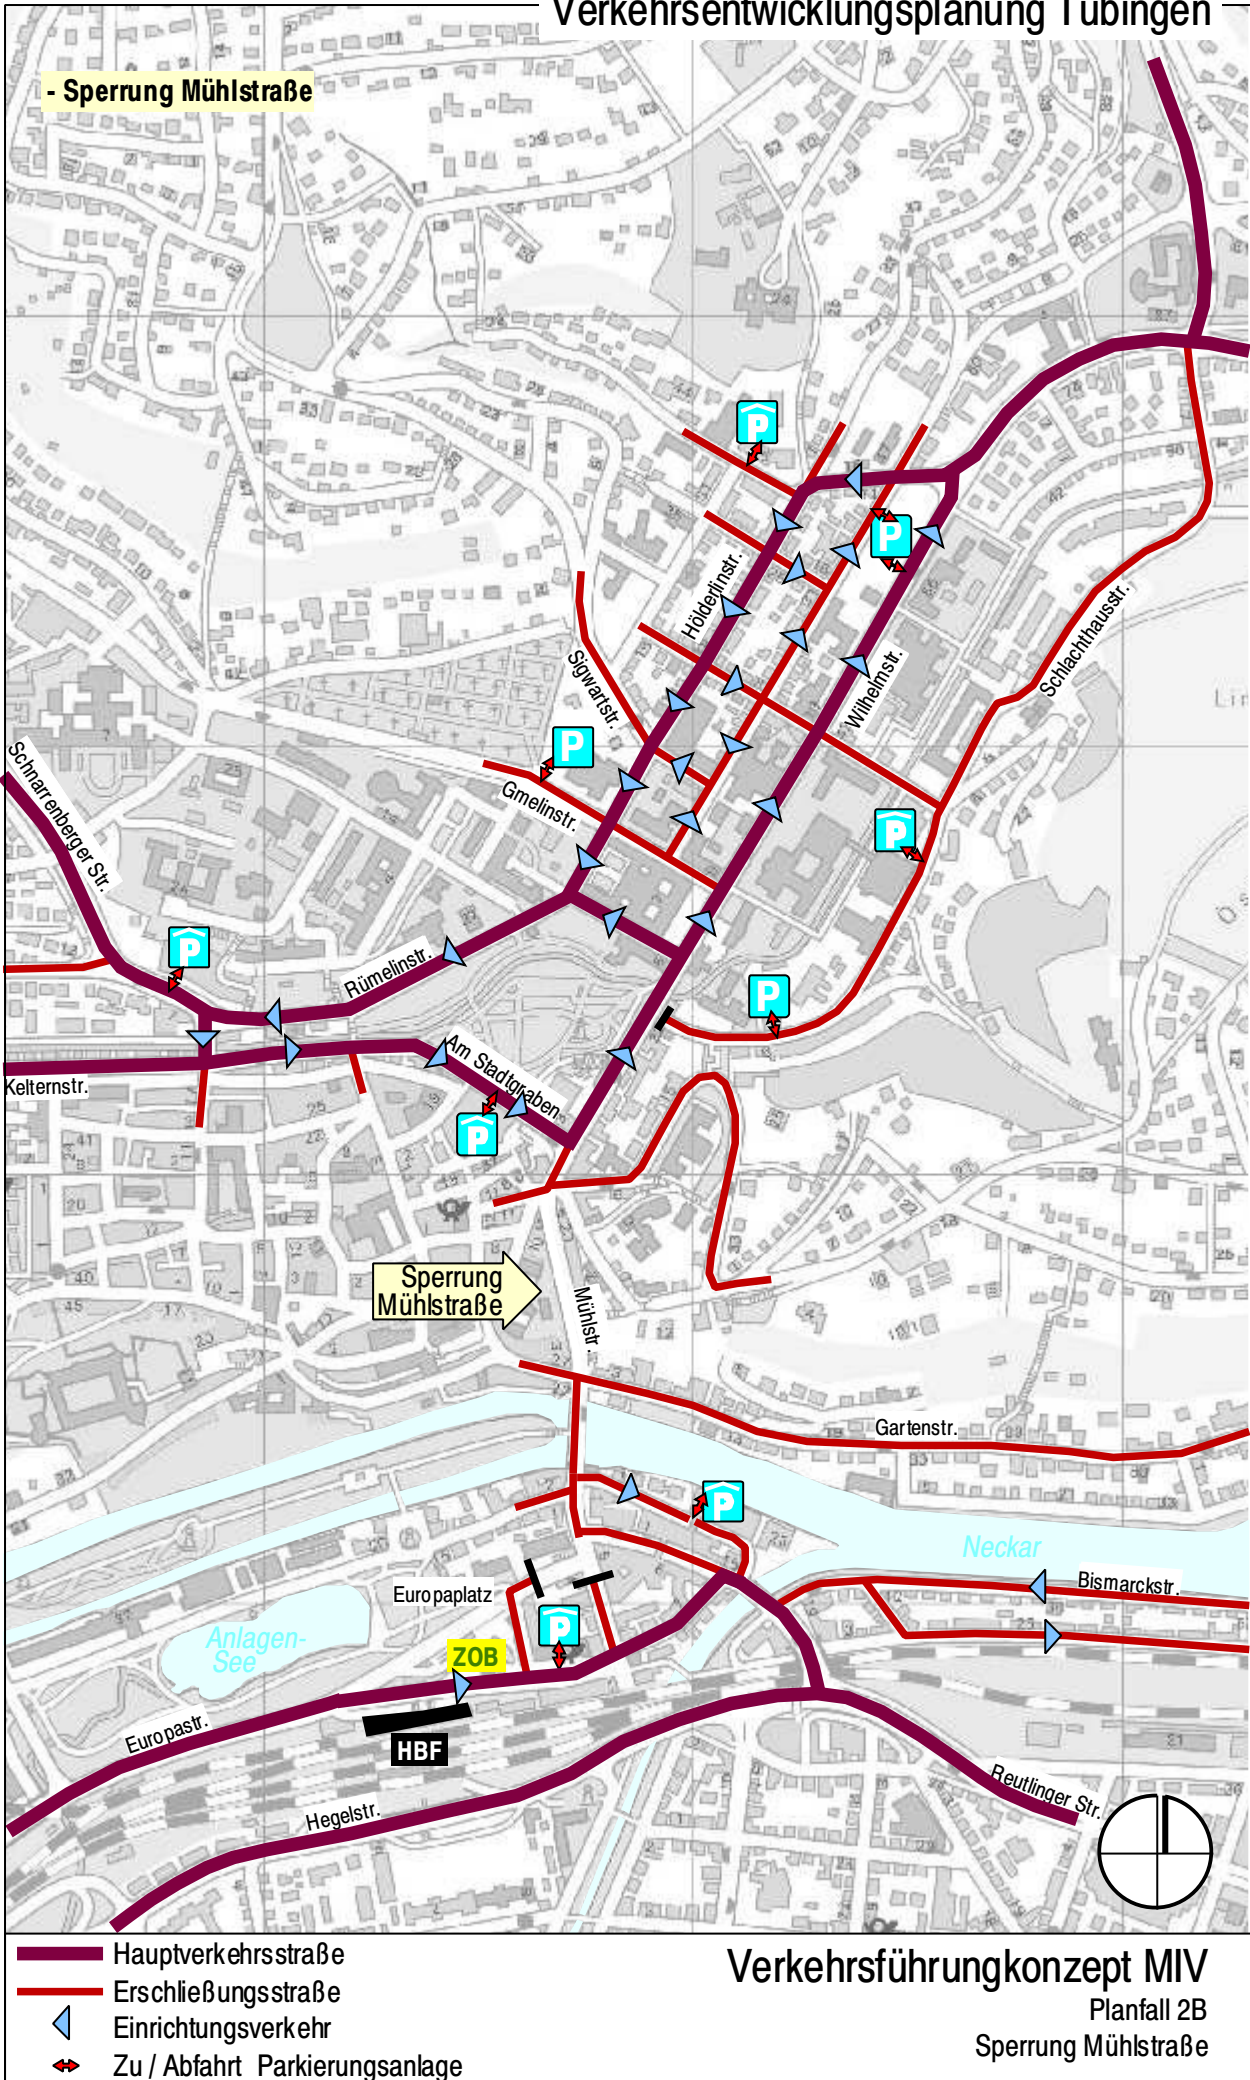 Verkehrsentwicklungsplanung Tübingen
- Sperrung Mühlstraße
P
P
Hölderlinstr.
Wilhelmstr.
Schlachthausstr.
Sigwartstr.
P
Schnarrenberger Str.
Gmelinstr.
P
P
Rümelinstr.
P
Am Stadtgraben
Kelternstr.
P
Sperrung
Mühlstraße
Mühlstr.
Gartenstr.
P
Neckar
Bismarckstr.
Europaplatz
P
Anlagen-
See
ZOB
Europastr.
HBF
Hegelstr.
Reutlinger Str.
Hauptverkehrsstraße
Erschließungsstraße
Einrichtungsverkehr
Zu / Abfahrt Parkierungsanlage
Verkehrsführungkonzept MIV
Planfall 2B
Sperrung Mühlstraße